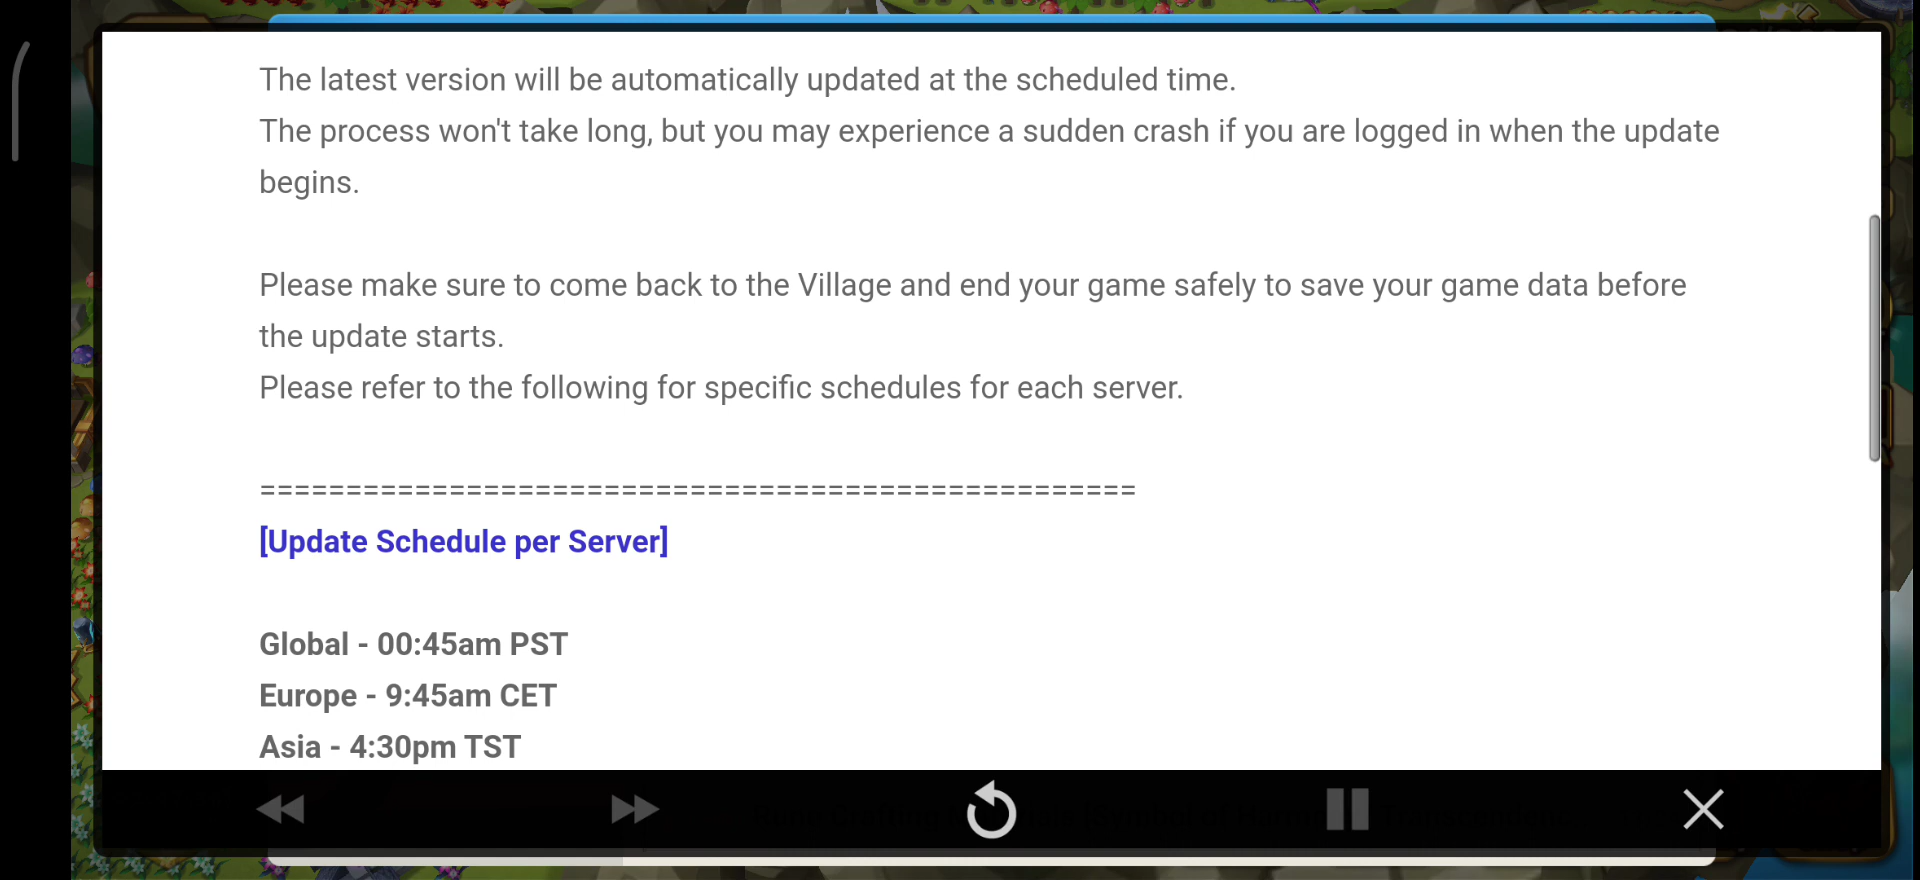 The latest version will be automatically updated at the scheduled time.
The process won't take long, but you may experience a sudden crash if you are logged in when the update
begins.
Please make sure to come back to the Village and end your game safely to save your game data before
the update starts.
Please refer to the following for specific schedules for each server.
===================================================
[Update Schedule per Server]
Global - 00:45am PST
Europe - 9:45am CET
Asia - 4:30pm TST